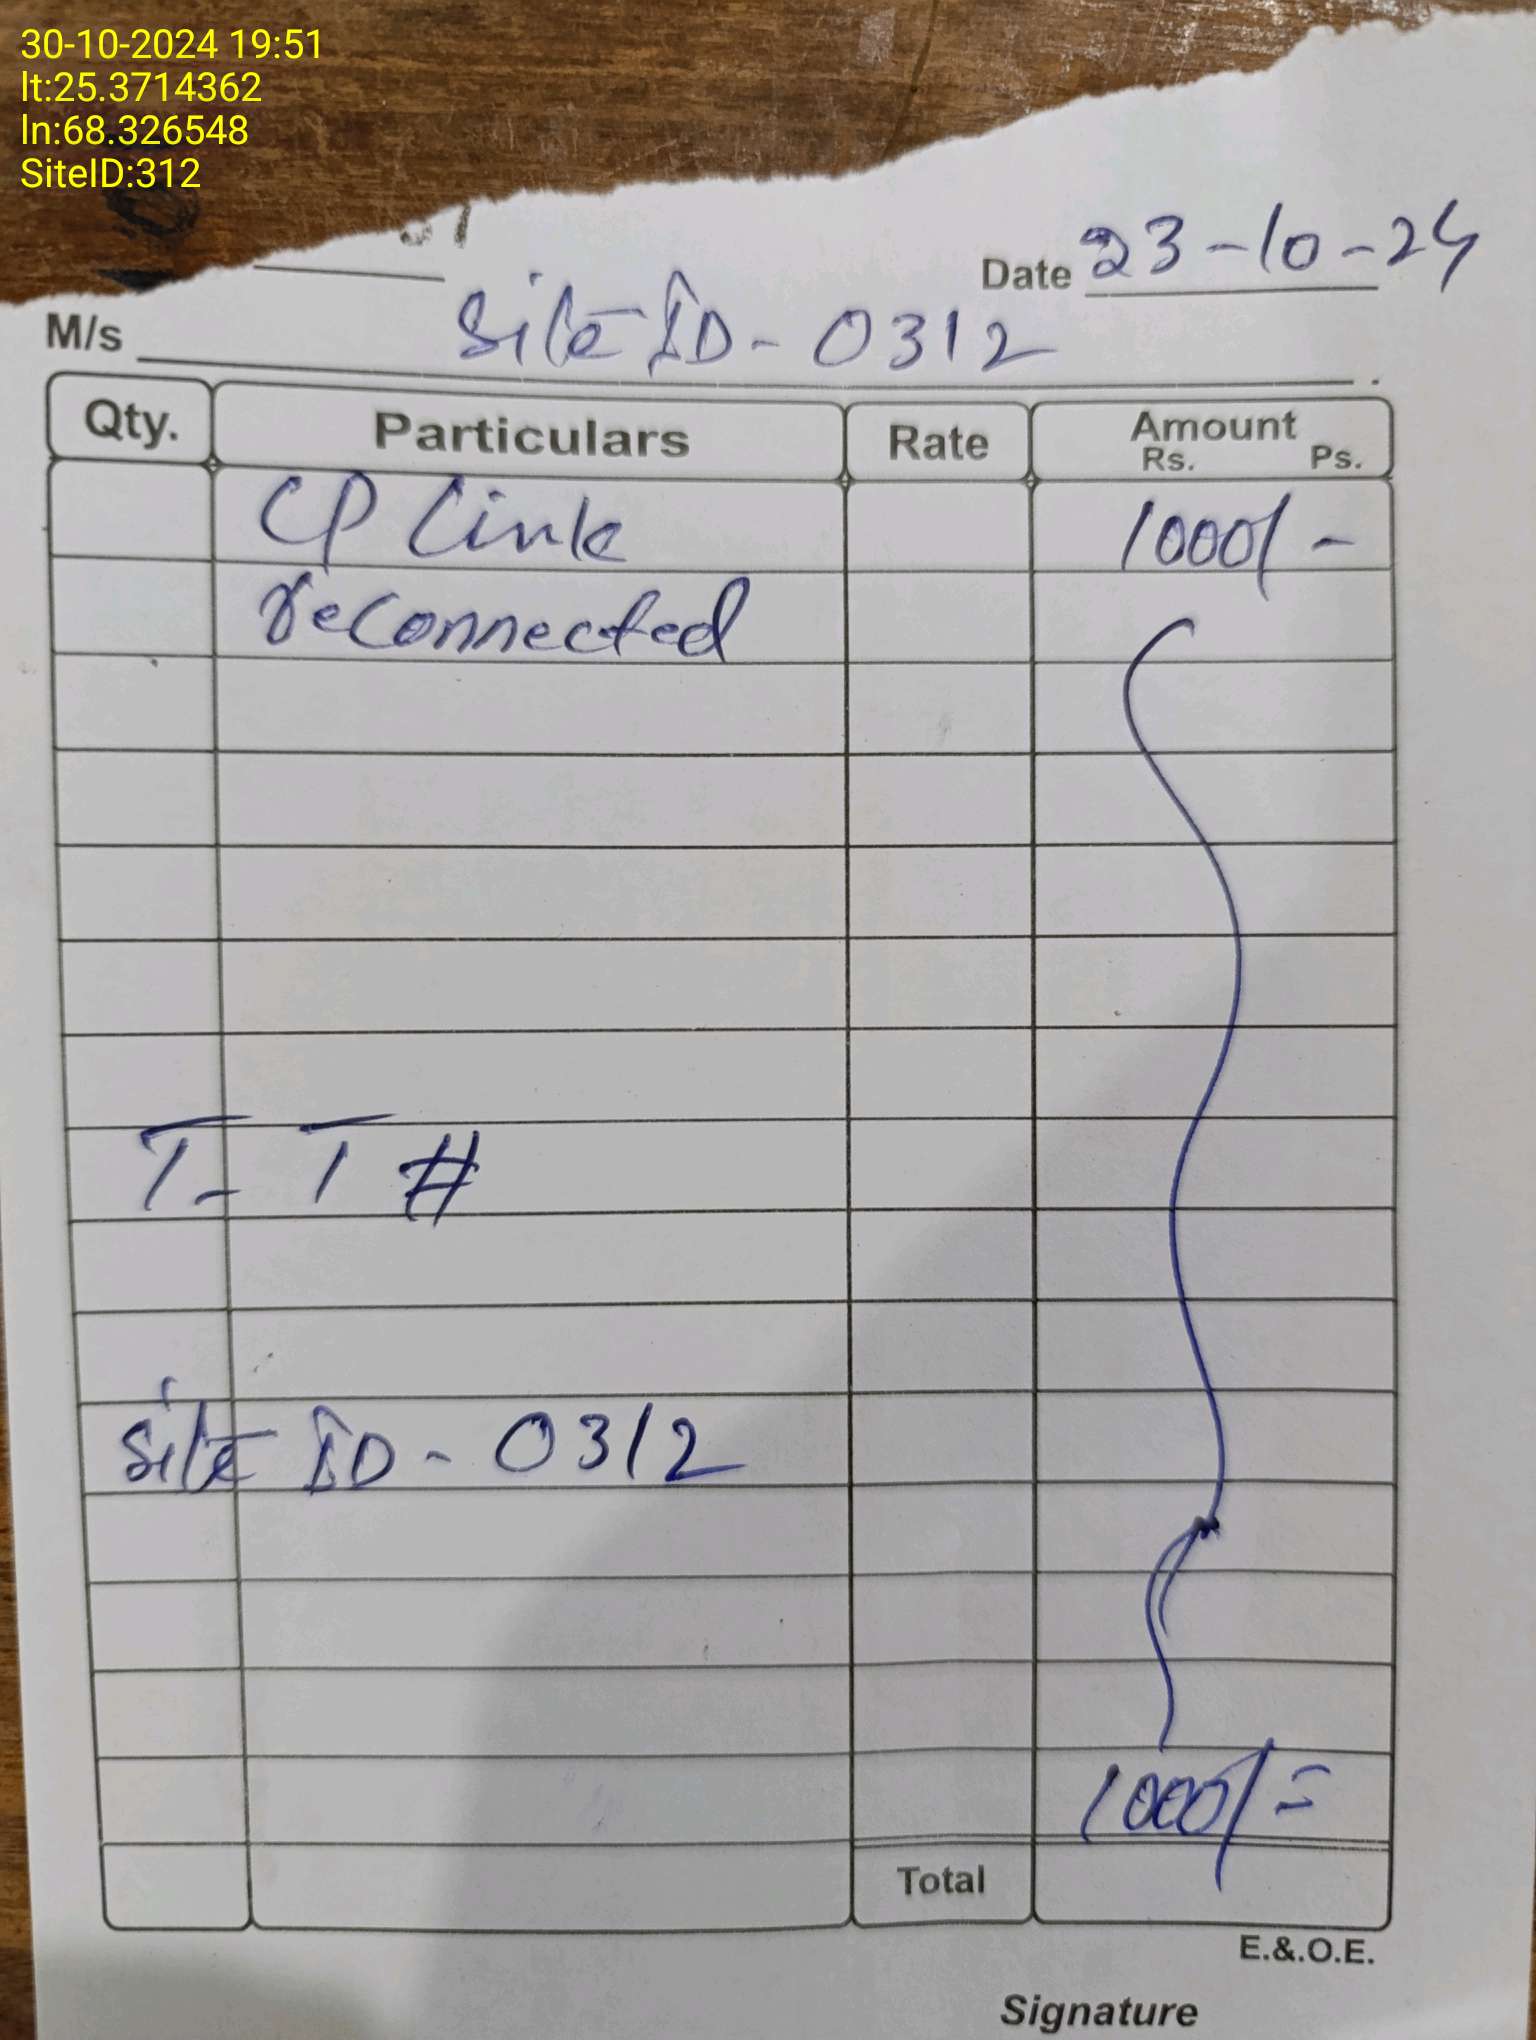 30-10-2024 19:51
lt:25.3714362
ln:68.326548
SiteID:312
Date 23-10-24
M/s Site ID - 0312
Qty. Particulars Rate Amount
Rs. Ps.
CP Link 1000/-
reconnected
T-T #
Site ID - 0312
1000/=
Total
E.&.O.E.
Signature